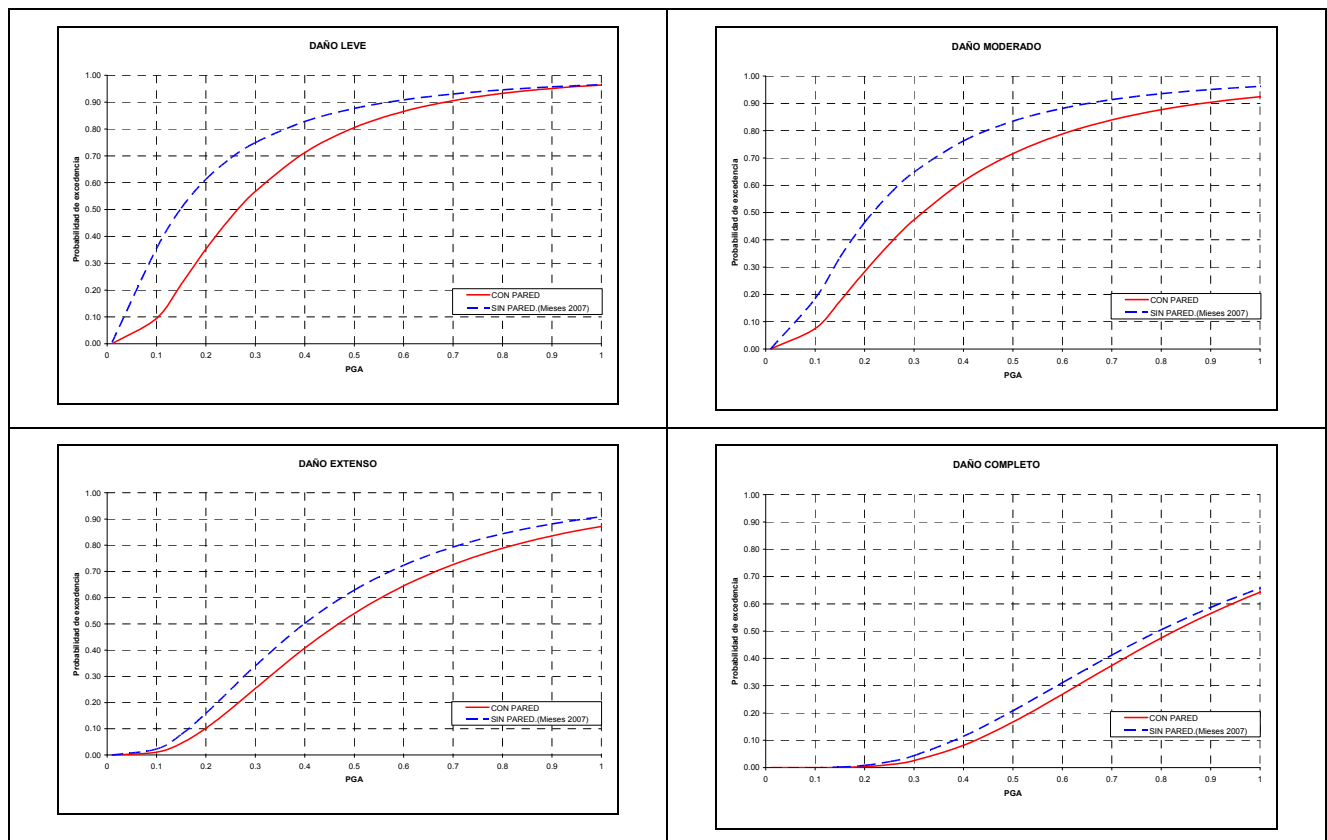 DAÑO LEVE
Probabilidad de excedencia
1.00
0.90
0.80
0.70
0.60
0.50
0.40
0.30
0.20
0.10
0.00
0 0.1 0.2 0.3 0.4 0.5 0.6 0.7 0.8 0.9 1
PGA
CON PARED
SIN PARED.(Mieses 2007)
DAÑO MODERADO
Probabilidad de excedencia
1.00
0.90
0.80
0.70
0.60
0.50
0.40
0.30
0.20
0.10
0.00
0 0.1 0.2 0.3 0.4 0.5 0.6 0.7 0.8 0.9 1
PGA
CON PARED
SIN PARED.(Mieses 2007)
DAÑO EXTENSO
Probabilidad de excedencia
1.00
0.90
0.80
0.70
0.60
0.50
0.40
0.30
0.20
0.10
0.00
0 0.1 0.2 0.3 0.4 0.5 0.6 0.7 0.8 0.9 1
PGA
CON PARED
SIN PARED.(Mieses 2007)
DAÑO COMPLETO
Probabilidad de excedencia
1.00
0.90
0.80
0.70
0.60
0.50
0.40
0.30
0.20
0.10
0.00
0 0.1 0.2 0.3 0.4 0.5 0.6 0.7 0.8 0.9 1
PGA
CON PARED
SIN PARED.(Mieses 2007)